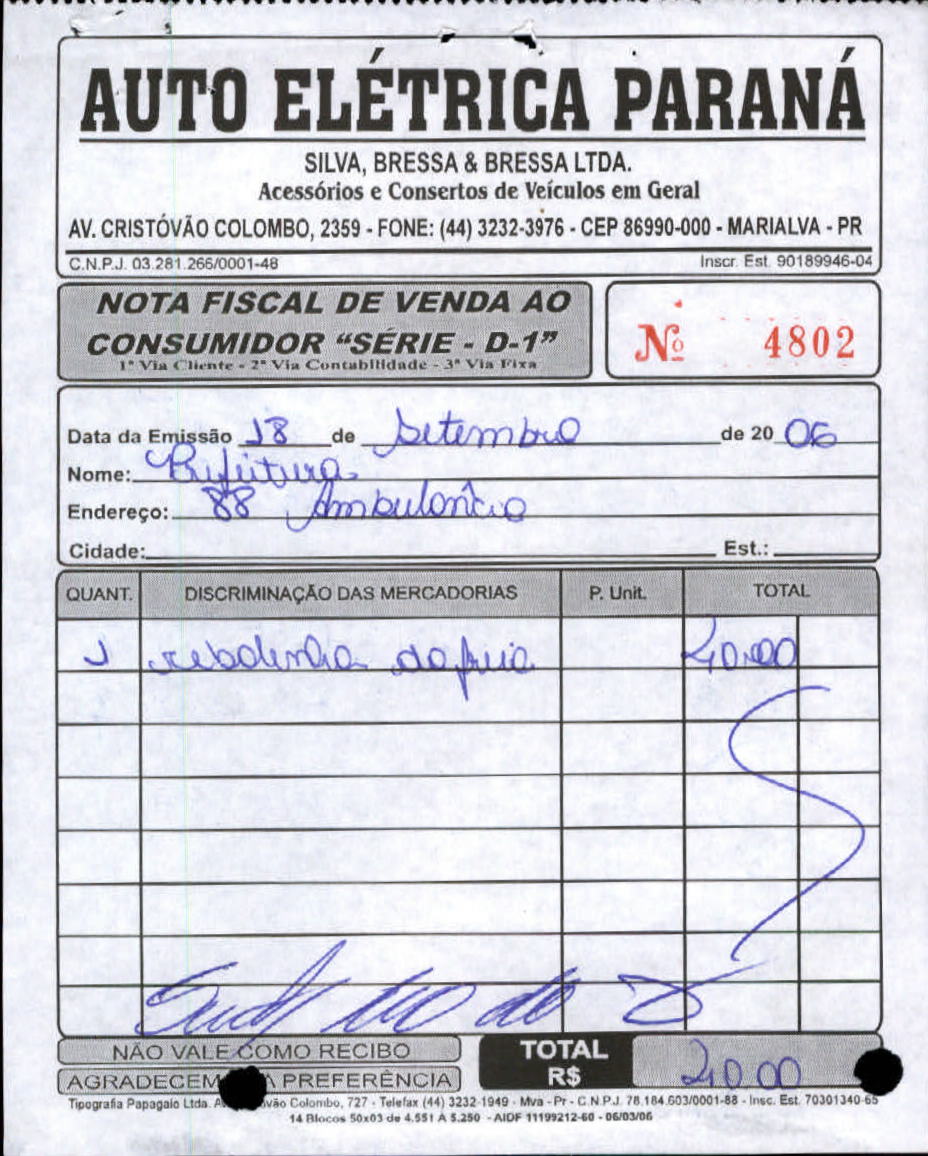 AUTO ELÉTRICA PARANÁ
SILVA, BRESSA & BRESSA LTDA.
Acessórios e Consertos de Veículos em Geral
AV. CRISTÓVÃO COLOMBO, 2359 - FONE: (44) 3232-3976 - CEP 86990-000 - MARIALVA - PR
C.N.P.J. 03.281.266/0001-48 Inscr. Est. 90189946-04
NOTA FISCAL DE VENDA AO
CONSUMIDOR "SÉRIE - D-1"
1ª Via Cliente - 2ª Via Contabilidade - 3ª Via Fixa
Nº 4802
Data da Emissão 18 de Setembro de 20 06
Nome: Prefeitura
Endereço: 88 Ambulância
Cidade: Est.:
QUANT. DISCRIMINAÇÃO DAS MERCADORIAS P. Unit. TOTAL
1
NÃO VALE COMO RECIBO
AGRADECEM A PREFERÊNCIA
TOTAL
R$
Tipografia Papagaio Ltda. Colombo, 727 - Telefax (44) 3232-1949 - Mva - Pr - C.N.P.J. 78.184.603/0001-88 - Insc. Est. 70301340-65
14 Blocos 50x03 de 4.551 A 5.250 - AIDF 11199212-60 - 06/03/06